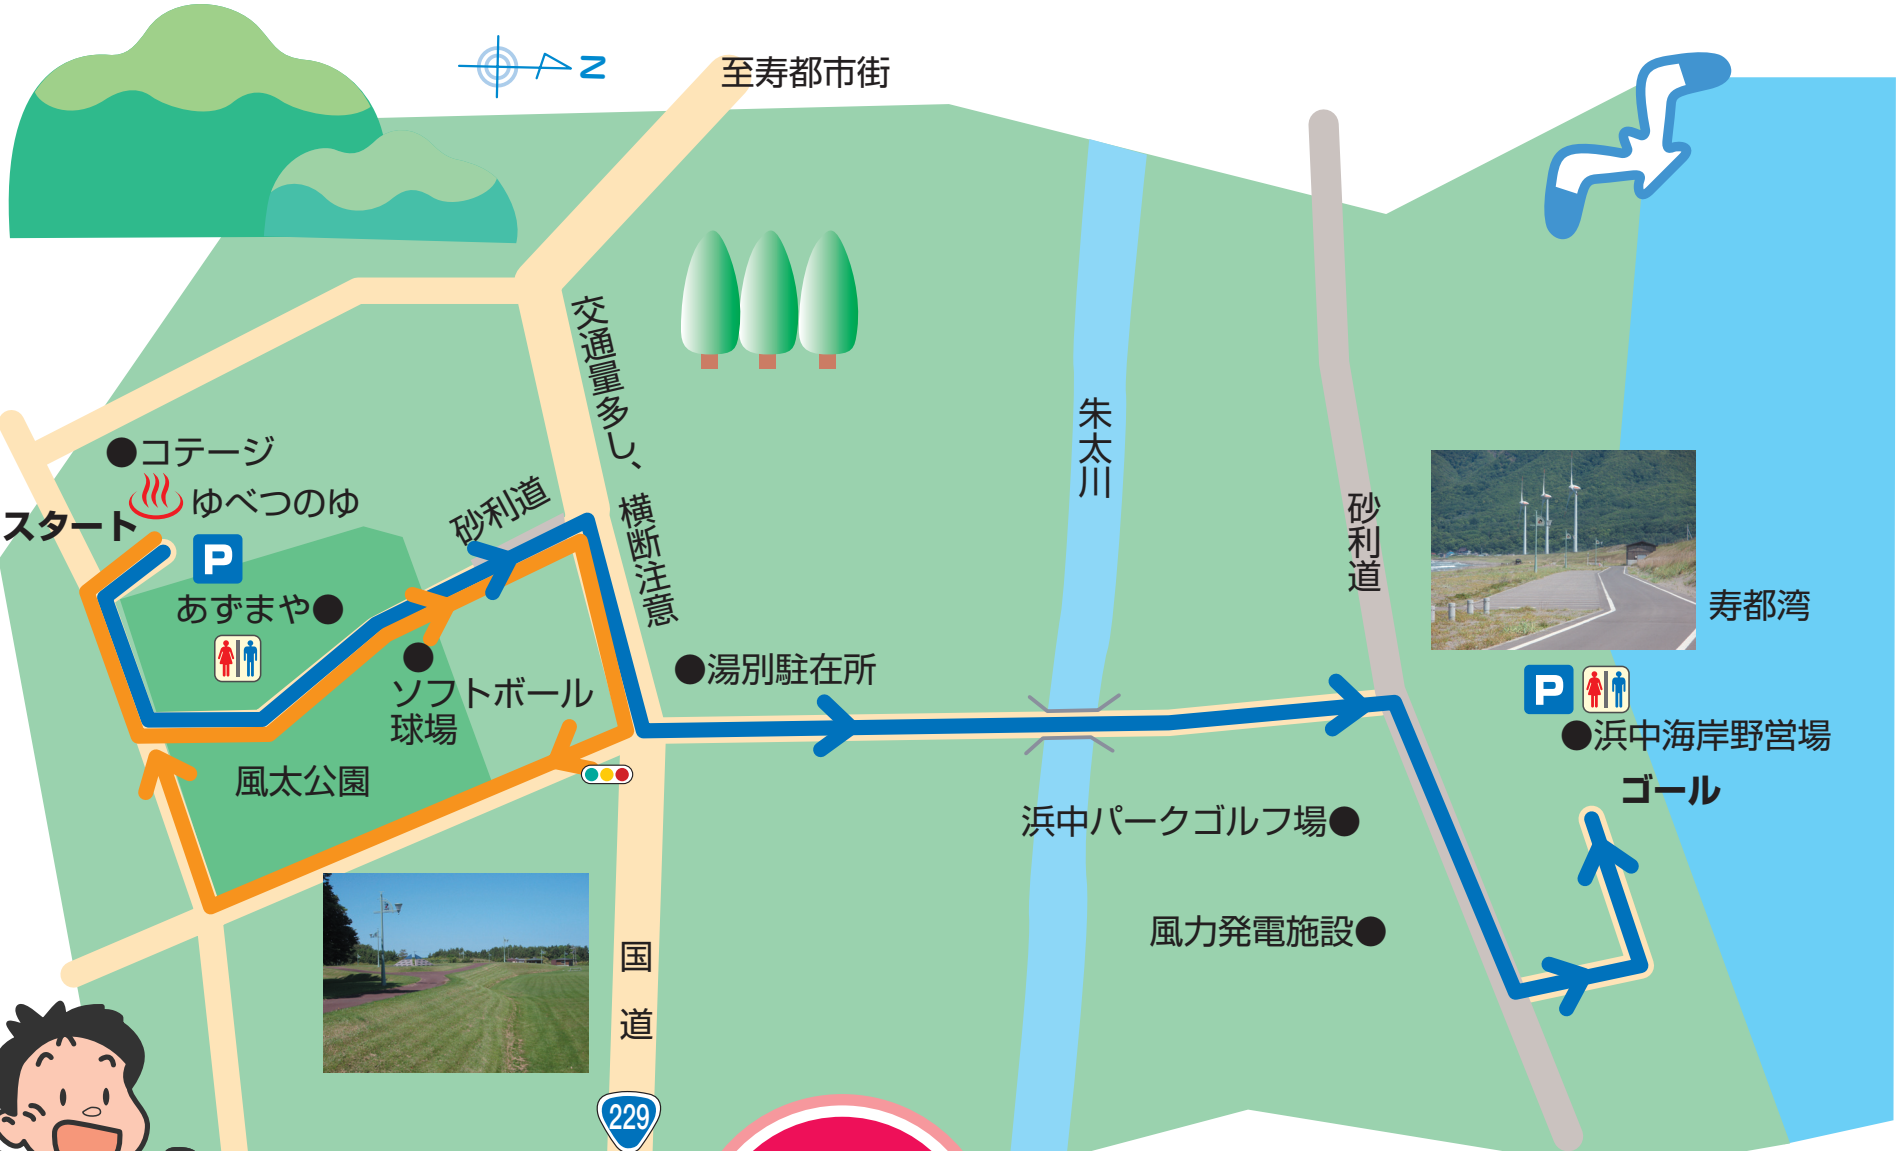 N
至寿都市街
交通量多し、横断注意
コテージ
ゆべつのゆ
スタート
P
砂利道
あずまや
ソフトボール
球場
風太公園
湯別駐在所
朱太川
砂利道
寿都湾
P
浜中海岸野営場
ゴール
浜中パークゴルフ場
風力発電施設
国道
229